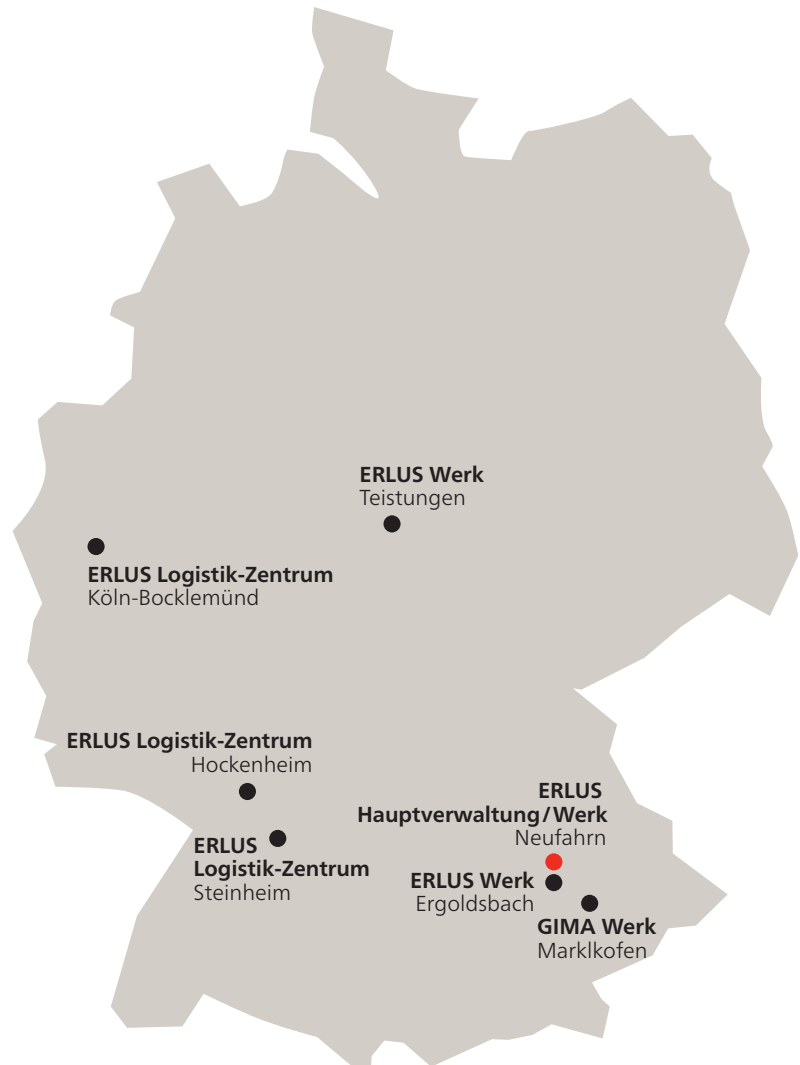 ERLUS Werk
Teistungen
ERLUS Logistik-Zentrum
Köln-Bocklemünd
ERLUS Logistik-Zentrum
Hockenheim
ERLUS
Logistik-Zentrum
Steinheim
ERLUS
Hauptverwaltung/Werk
Neufahrn
ERLUS Werk
Ergoldsbach
GIMA Werk
Marklkofen